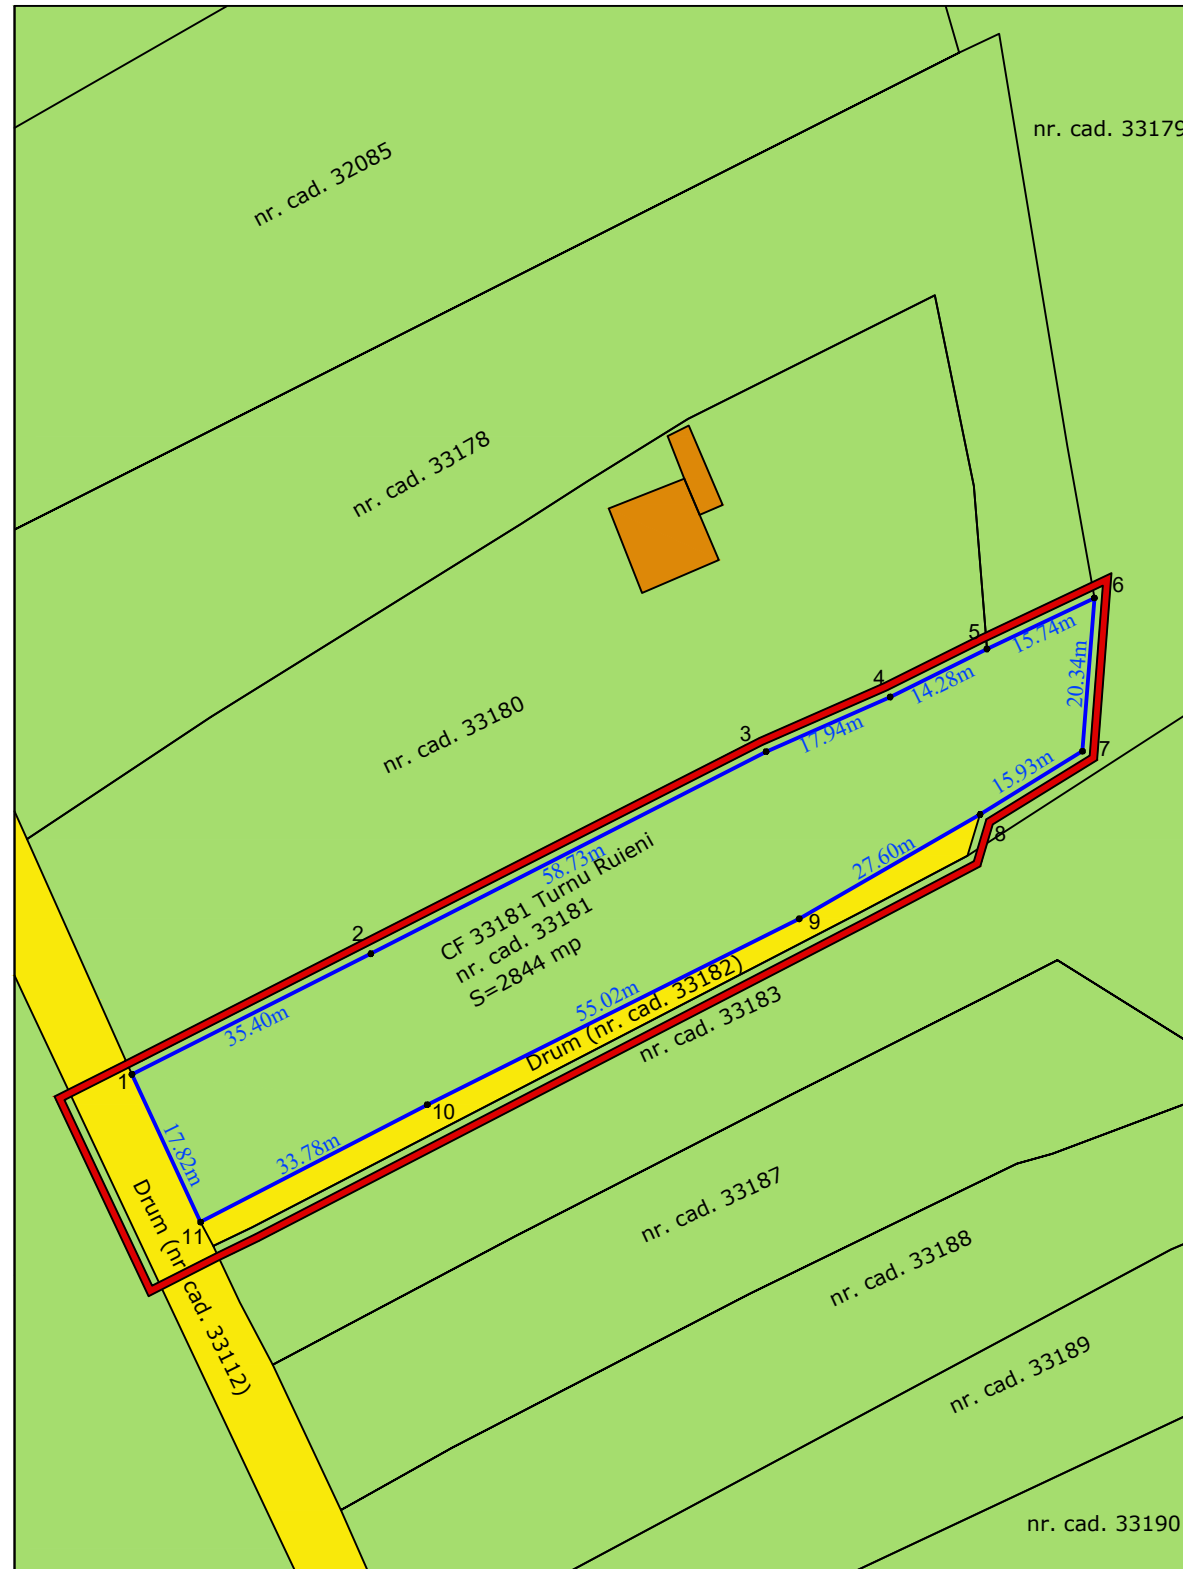 nr. cad. 33179
nr. cad. 32085
nr. cad. 33178
6
5
15.74m
20.34m
4
14.28m
nr. cad. 33180
3
17.94m
7
15.93m
8
58.73m
27.60m
CF 33181 Turnu Ruieni
nr. cad. 33181
S=2844 mp
2
9
35.40m
55.02m
Drum (nr. cad. 33182)
nr. cad. 33183
1
10
17.82m
33.78m
11
Drum (nr. cad. 33112)
nr. cad. 33187
nr. cad. 33188
nr. cad. 33189
nr. cad. 33190